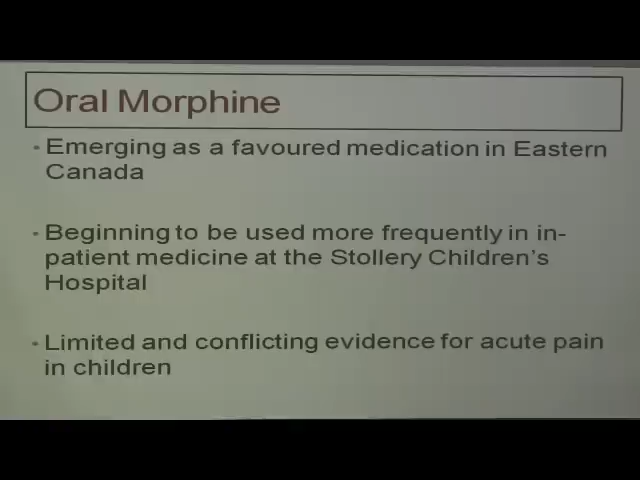 Oral Morphine
• Emerging as a favoured medication in Eastern
Canada
• Beginning to be used more frequently in in-
patient medicine at the Stollery Children's
Hospital
• Limited and conflicting evidence for acute pain
in children